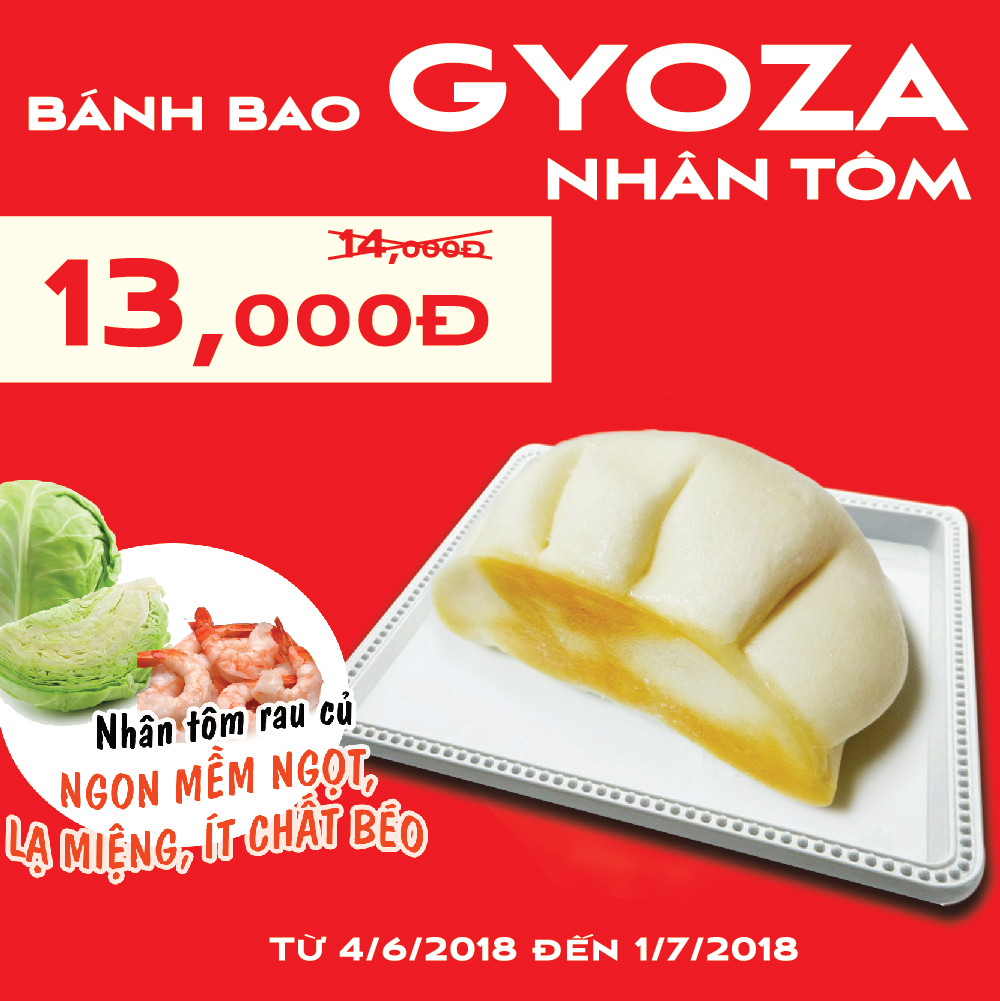 BÁNH BAO GYOZA
NHÂN TÔM
14,000Đ
13,000Đ
Nhân tôm rau củ
NGON MỀM NGỌT,
LẠ MIỆNG, ÍT CHẤT BÉO
TỪ 4/6/2018 ĐẾN 1/7/2018